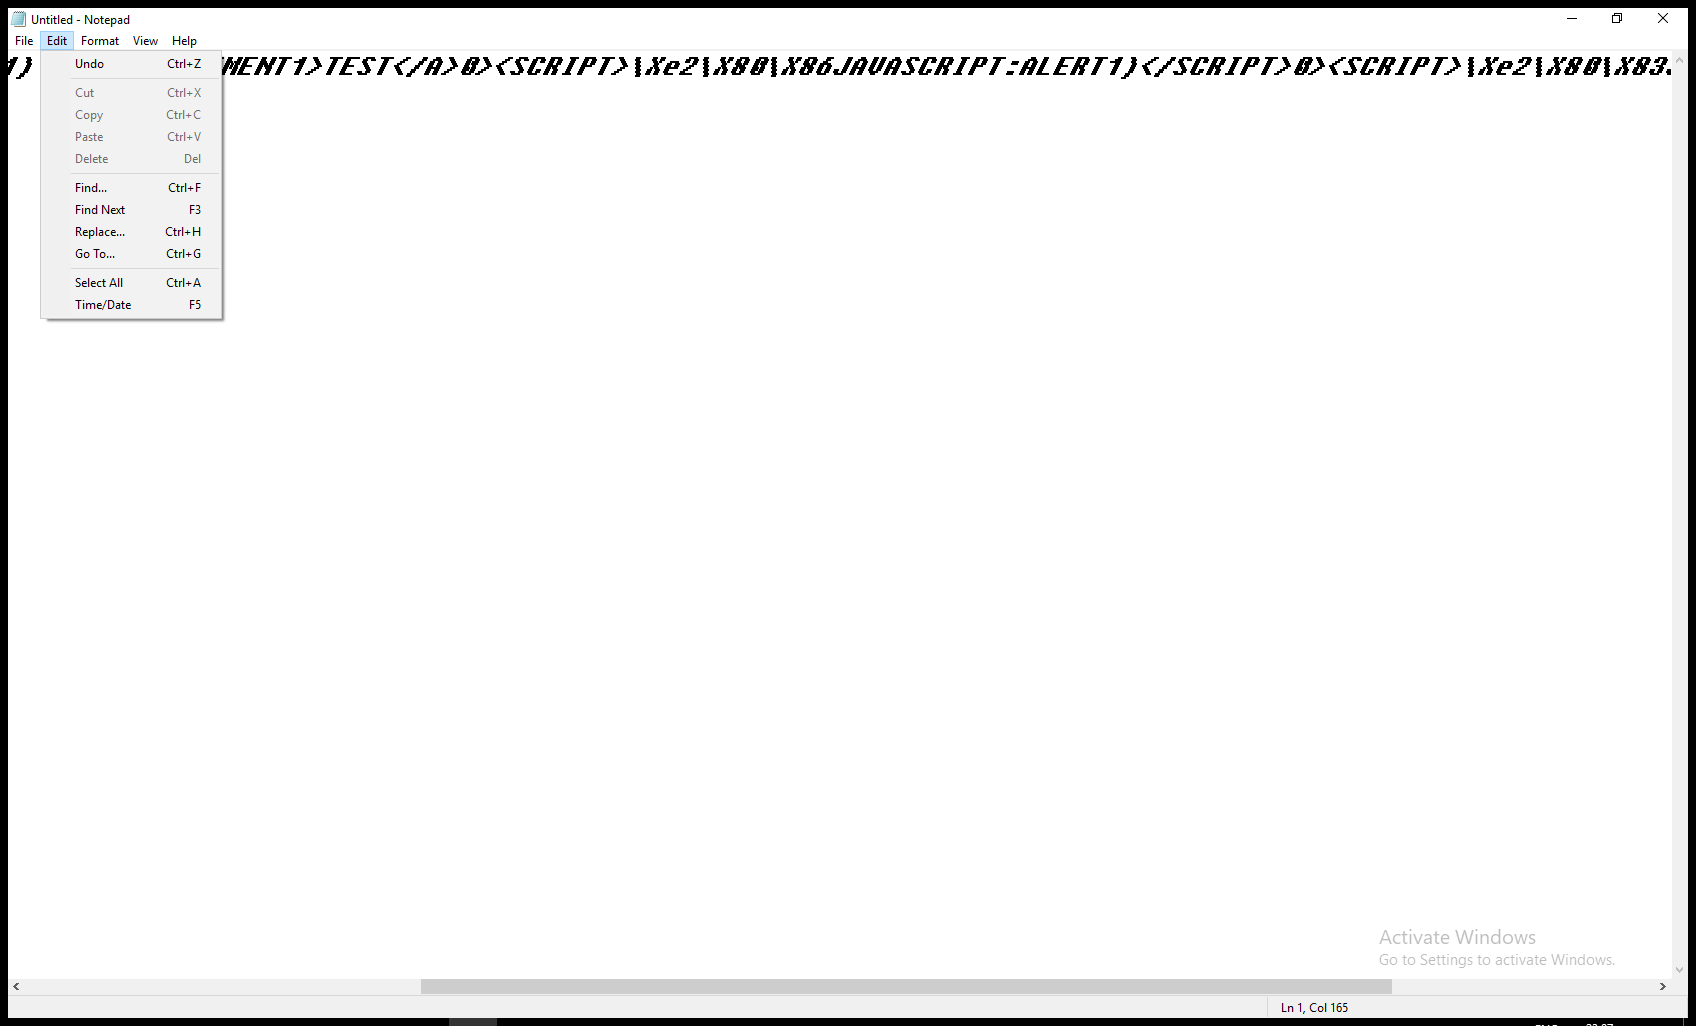 Untitled - Notepad
File Edit Format View Help
1) MENT1>TEST</A>0><SCRIPT>\Xe2\X80\X86JAVASCRIPT:ALERT1)</SCRIPT>0><SCRIPT>\Xe2\X80\X83
Undo Ctrl+Z
Cut Ctrl+X
Copy Ctrl+C
Paste Ctrl+V
Delete Del
Find... Ctrl+F
Find Next F3
Replace... Ctrl+H
Go To... Ctrl+G
Select All Ctrl+A
Time/Date F5
Activate Windows
Go to Settings to activate Windows.
Ln 1, Col 165